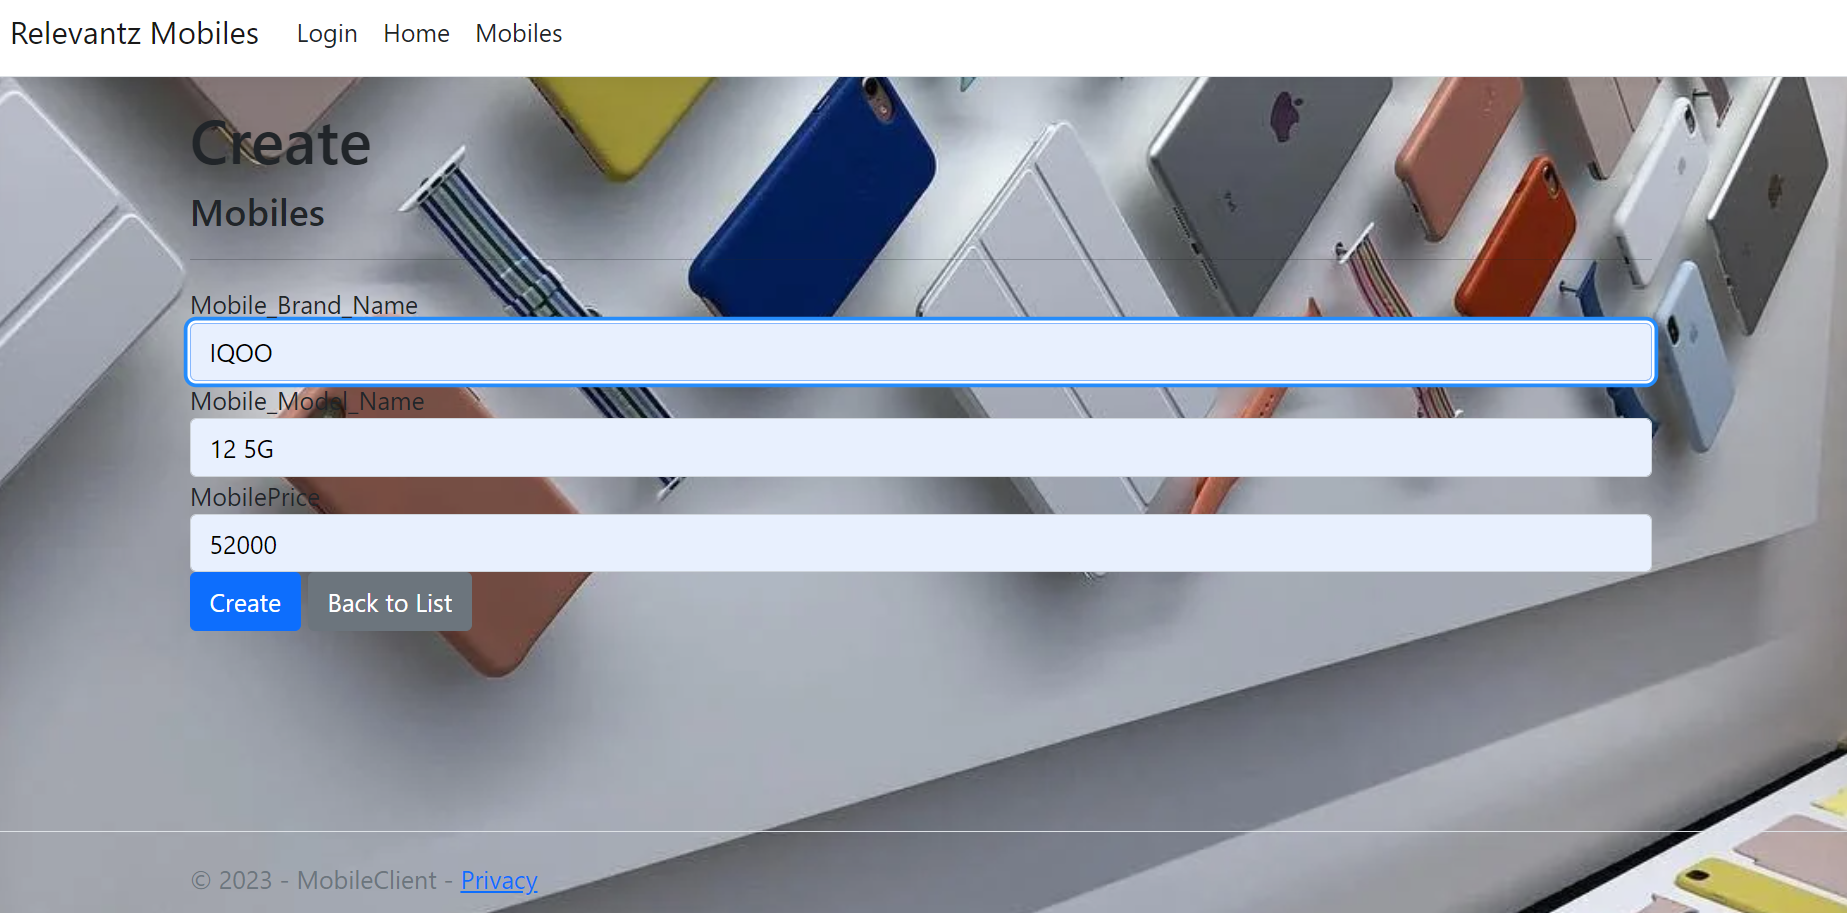 Relevantz Mobiles Login Home Mobiles
Create
Mobiles
Mobile_Brand_Name
IQOO
Mobile_Model_Name
12 5G
MobilePrice
52000
Create Back to List
© 2023 - MobileClient - Privacy